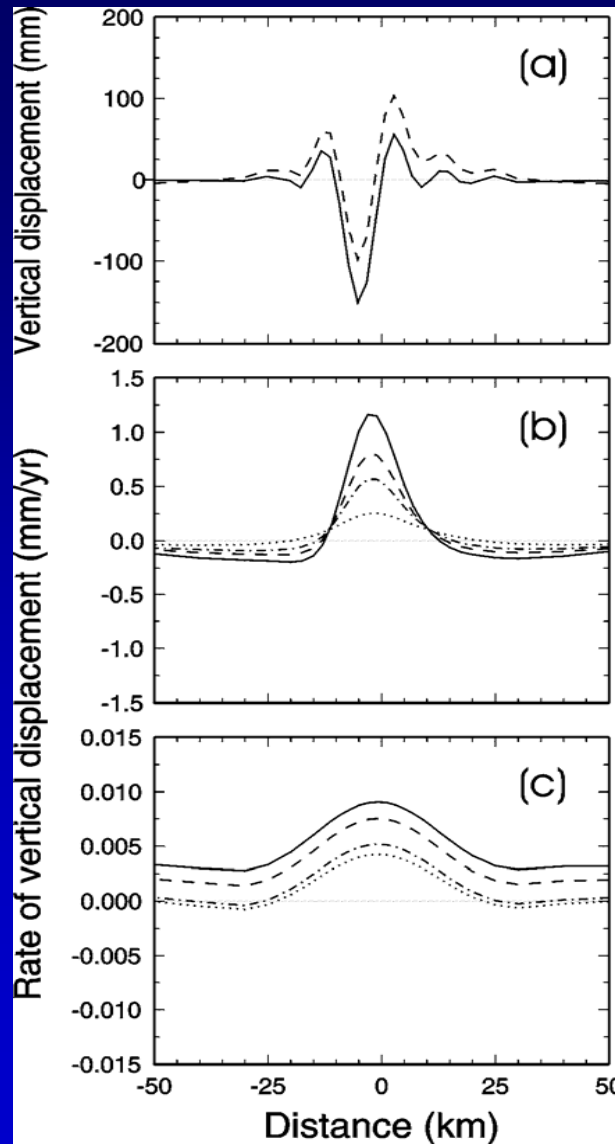 Vertical displacement (mm)
200
100
0
-100
-200
(a)
Rate of vertical displacement (mm/yr)
1.5
1.0
0.5
0.0
-0.5
-1.0
-1.5
(b)
0.015
0.010
0.005
0.000
-0.005
-0.010
-0.015
(c)
-50 -25 0 25 50
Distance (km)